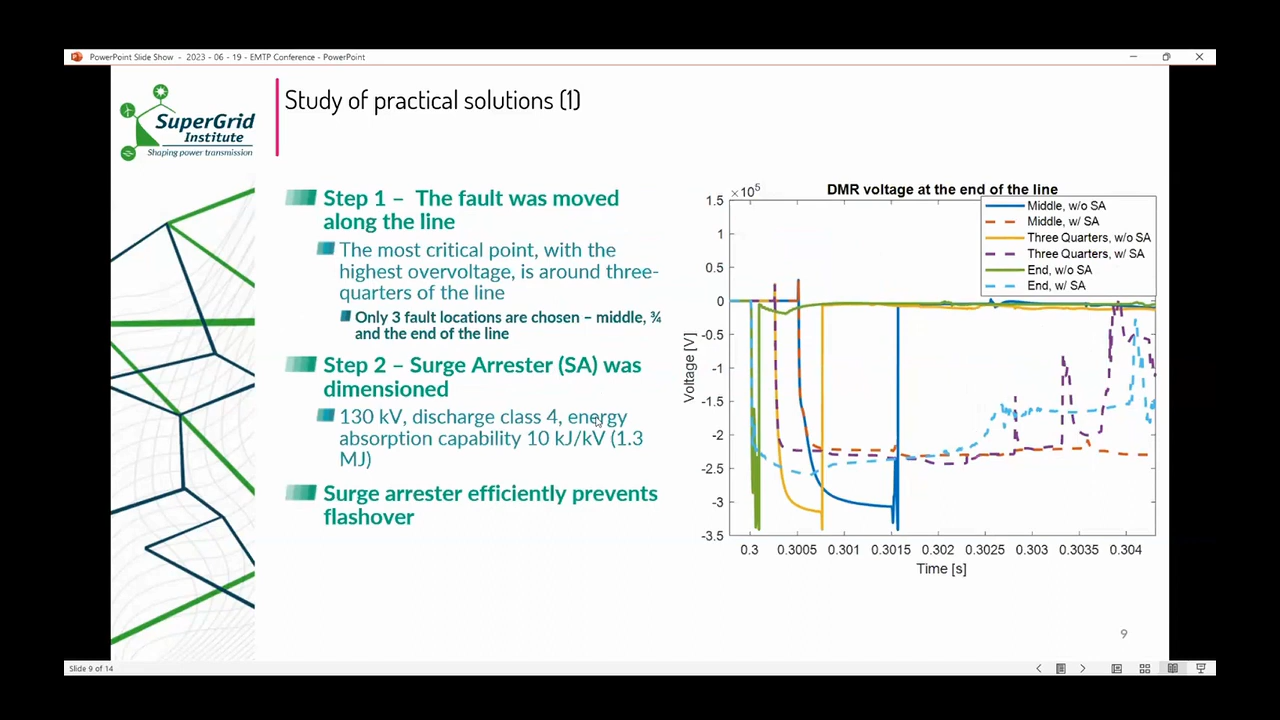 PowerPoint Slide Show - 2023 - 06 - 19 - EMTP Conference - PowerPoint
SuperGrid
Institute
Shaping power transmission
Study of practical solutions (1)
Step 1 – The fault was moved
along the line
The most critical point, with the
highest overvoltage, is around three-
quarters of the line
Only 3 fault locations are chosen – middle, ¾
and the end of the line
Step 2 – Surge Arrester (SA) was
dimensioned
130 kV, discharge class 4, energy
absorption capability 10 kJ/kV (1.3
MJ)
Surge arrester efficiently prevents
flashover
DMR voltage at the end of the line
×10⁵
1.5
1
0.5
0
-0.5
-1
-1.5
-2
-2.5
-3
-3.5
Voltage [V]
Middle, w/o SA
Middle, w/ SA
Three Quarters, w/o SA
Three Quarters, w/ SA
End, w/o SA
End, w/ SA
0.3 0.3005 0.301 0.3015 0.302 0.3025 0.303 0.3035 0.304
Time [s]
9
Slide 9 of 14